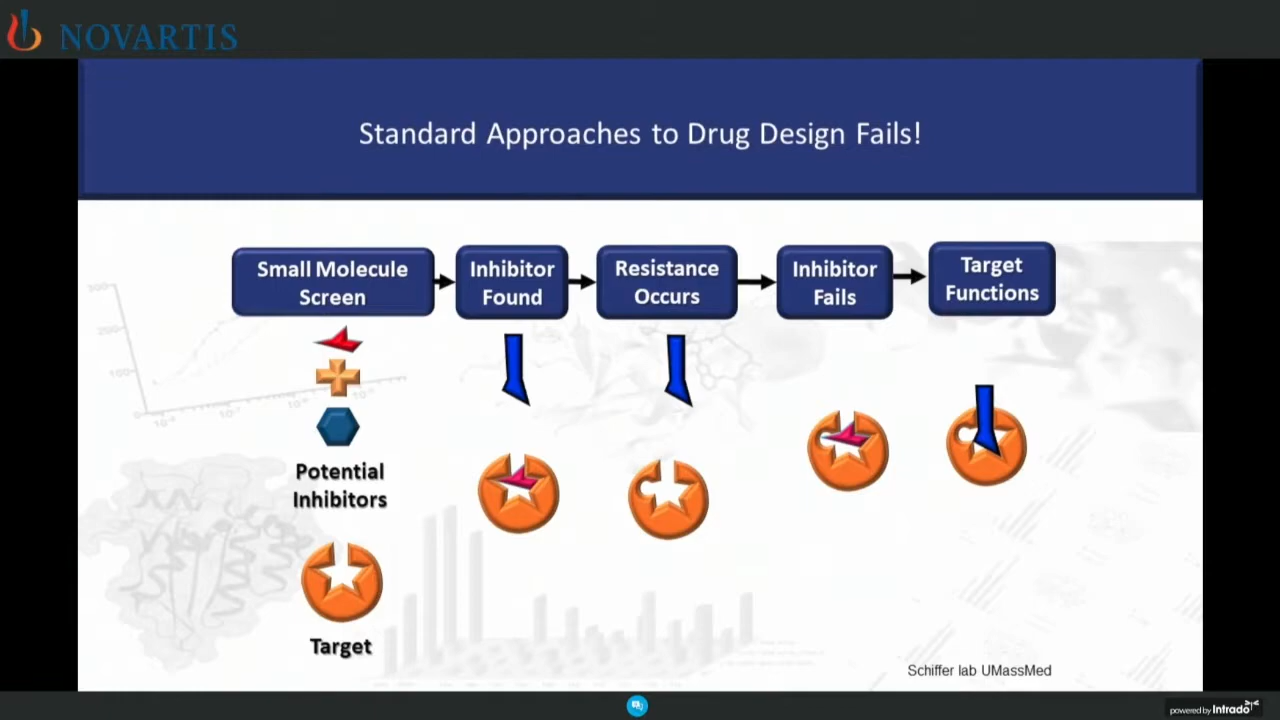 NOVARTIS
Standard Approaches to Drug Design Fails!
Small Molecule
Screen
Inhibitor
Found
Resistance
Occurs
Inhibitor
Fails
Target
Functions
Potential
Inhibitors
Target
Schiffer lab UMassMed
powered by Intrado